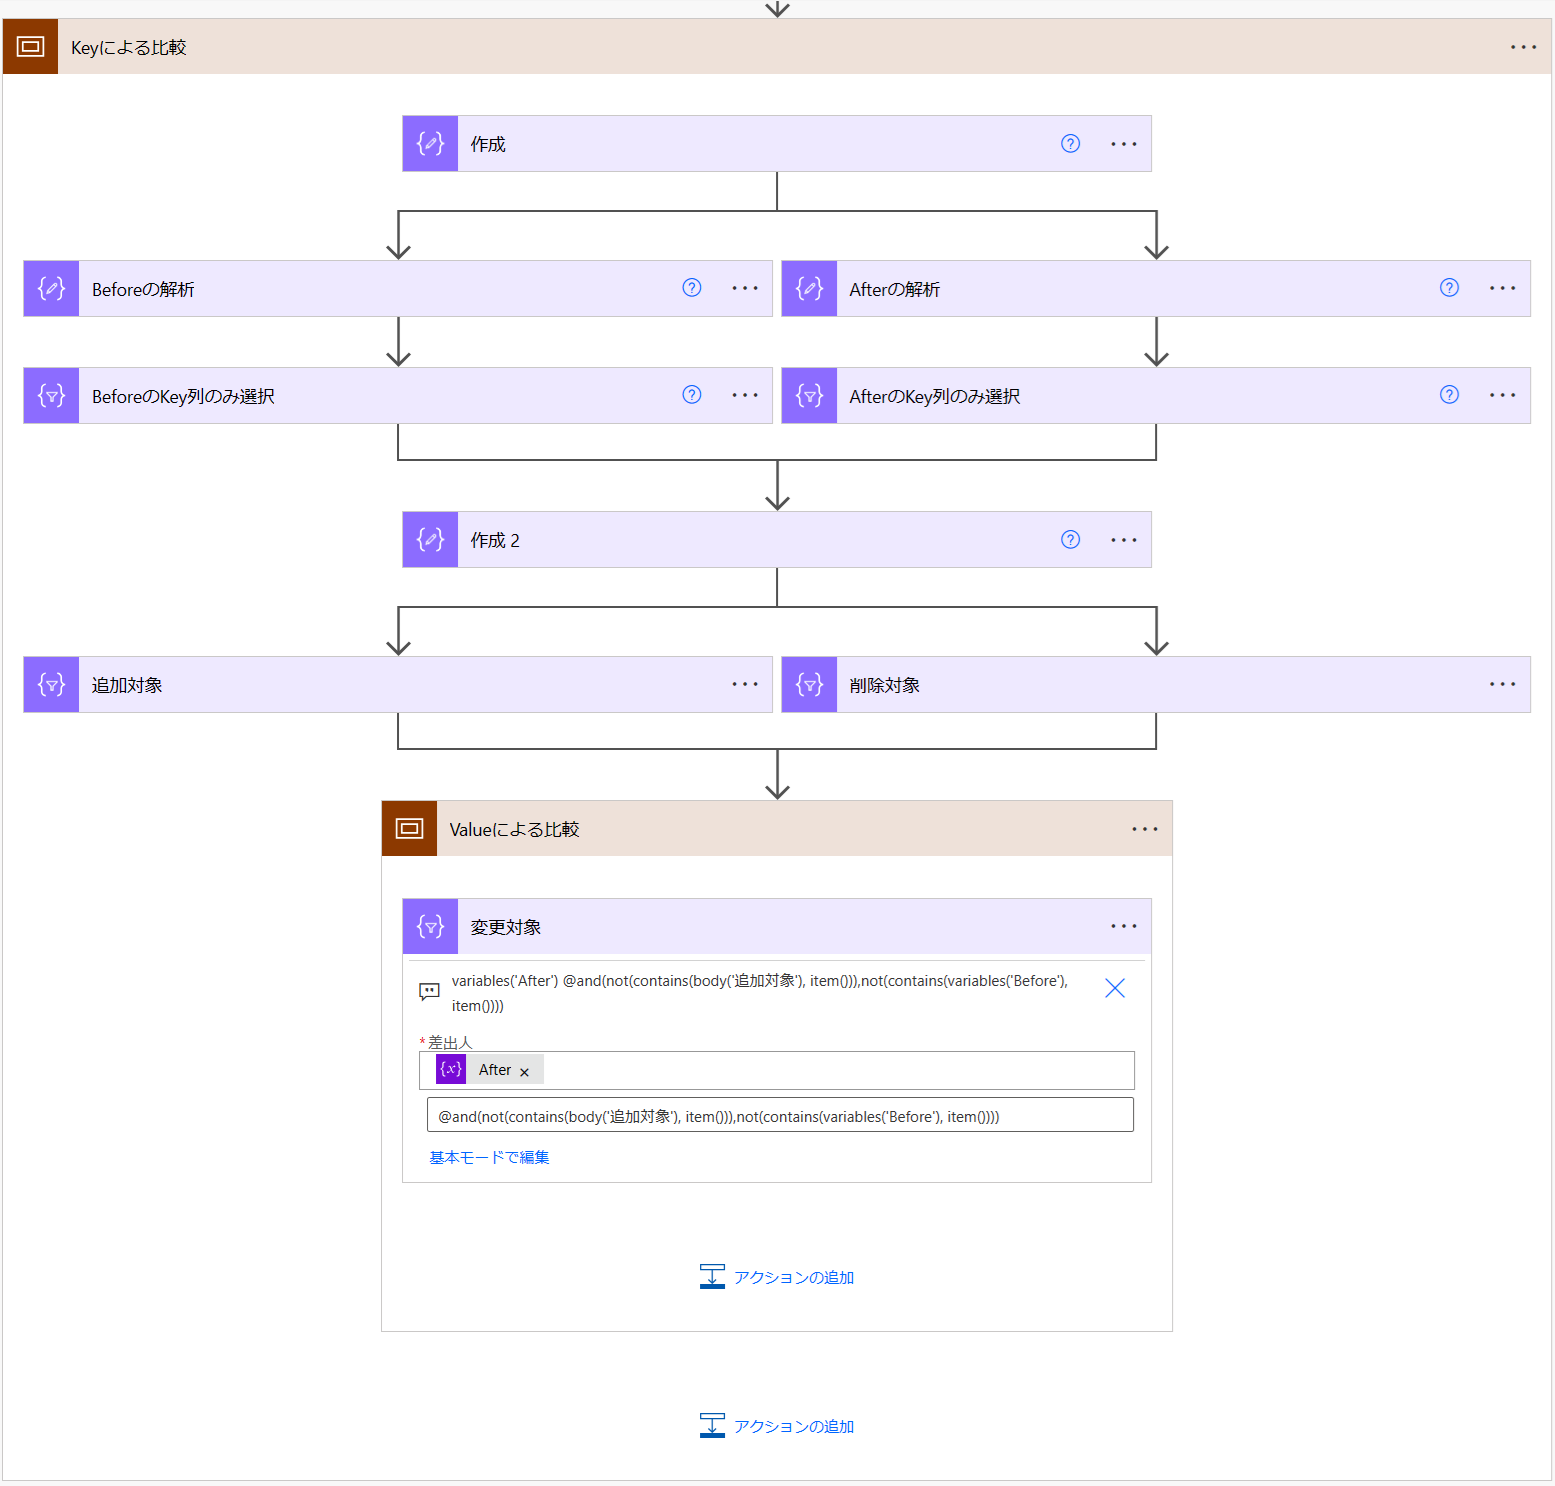 Keyによる比較
作成
Beforeの解析
Afterの解析
BeforeのKey列のみ選択
AfterのKey列のみ選択
作成 2
追加対象
削除対象
Valueによる比較
変更対象
variables('After') @and(not(contains(body('追加対象'), item())),not(contains(variables('Before'),
item())))
*差出人
{x} After ×
@and(not(contains(body('追加対象'), item())),not(contains(variables('Before'), item())))
基本モードで編集
アクションの追加
アクションの追加